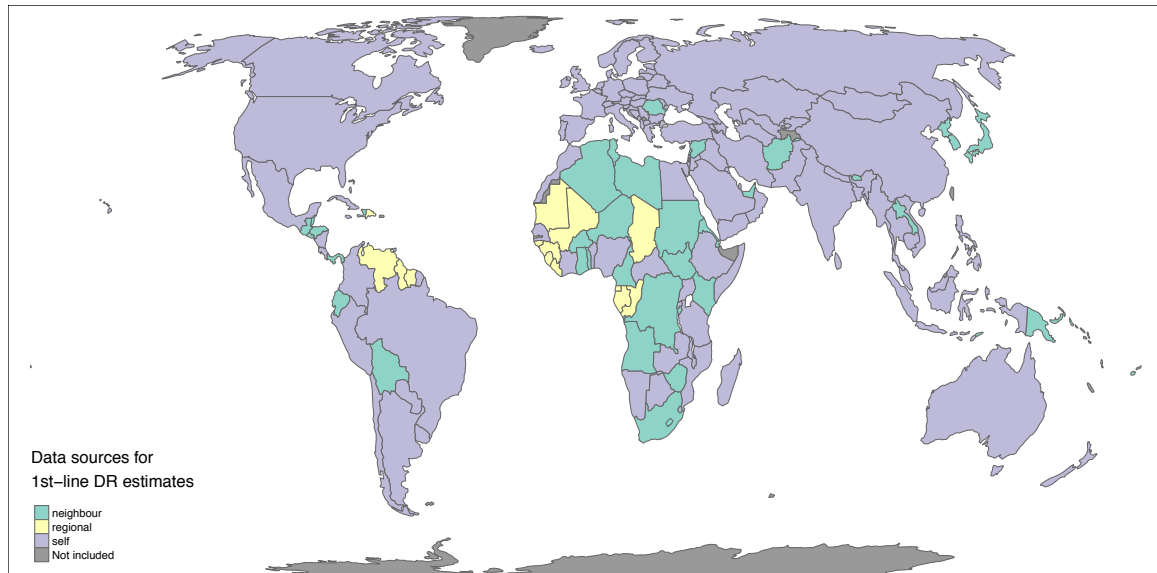 Data sources for
1st−line DR estimates
neighbour
regional
self
Not included